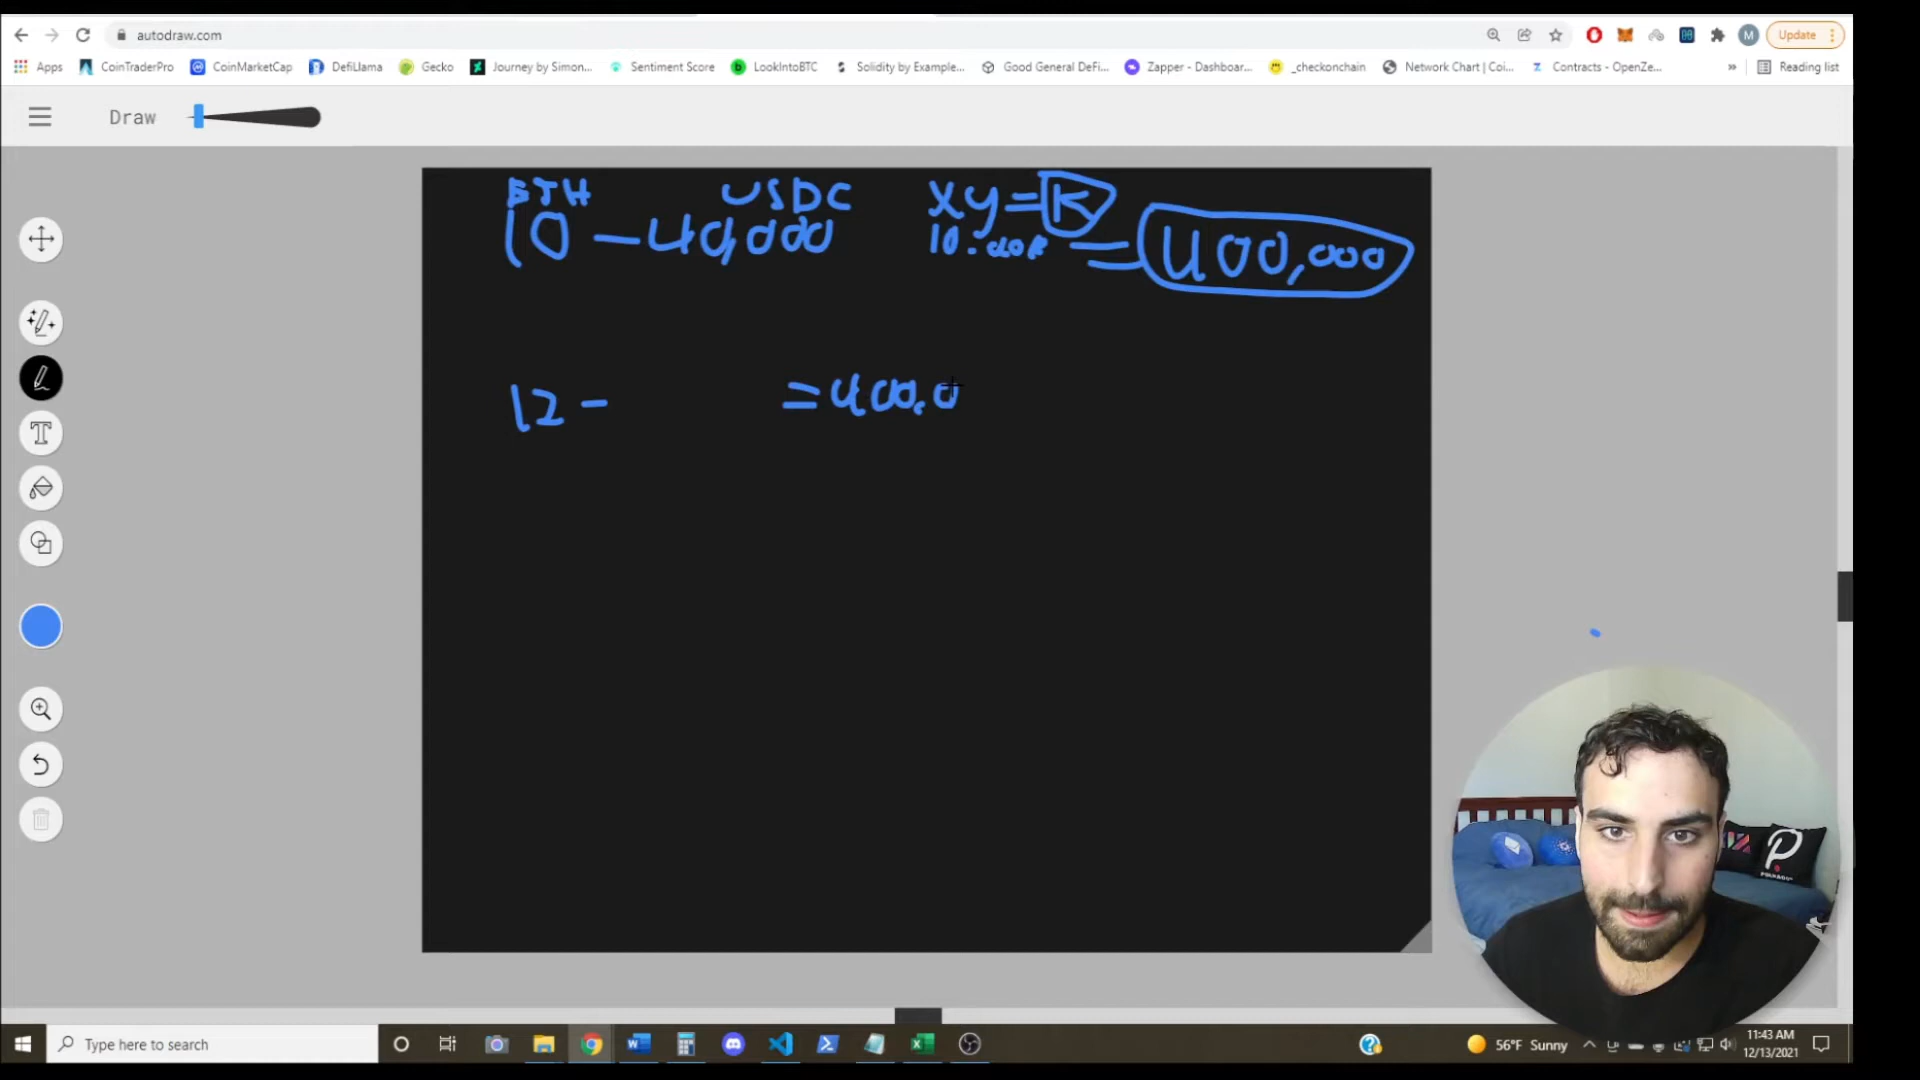 autodraw.com
Update
Apps
CoinTraderPro
CoinMarketCap
DefiLlama
Gecko
Journey by Simon...
Sentiment Score
LookIntoBTC
Solidity by Example...
Good General DeFi...
Zapper - Dashboar...
_checkonchain
Network Chart | Coi...
Contracts - OpenZe...
»
Reading list
Draw
ETH USDC xy=K
10 - 40,000 10.40k = 400,000
12 - =400,0
POLKADOT
Type here to search
56°F Sunny
11:43 AM
12/13/2021